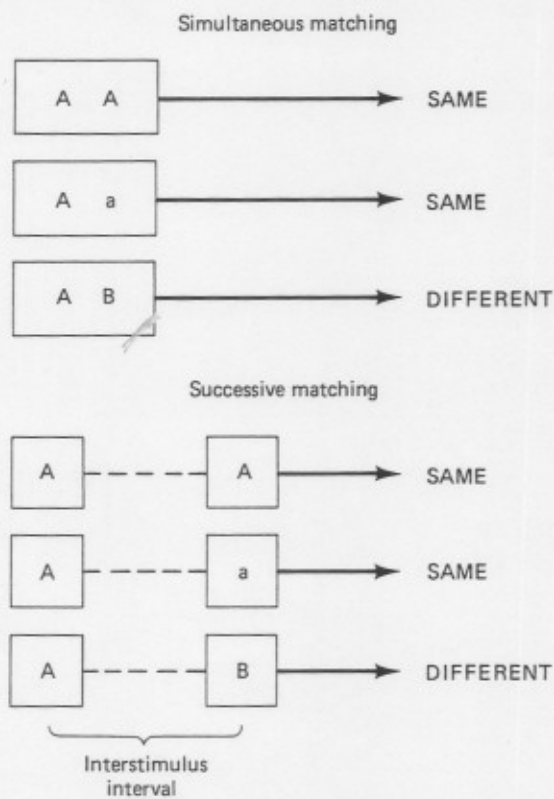 Simultaneous matching
A A SAME
A a SAME
A B DIFFERENT
Successive matching
A A SAME
A a SAME
A B DIFFERENT
Interstimulus
interval